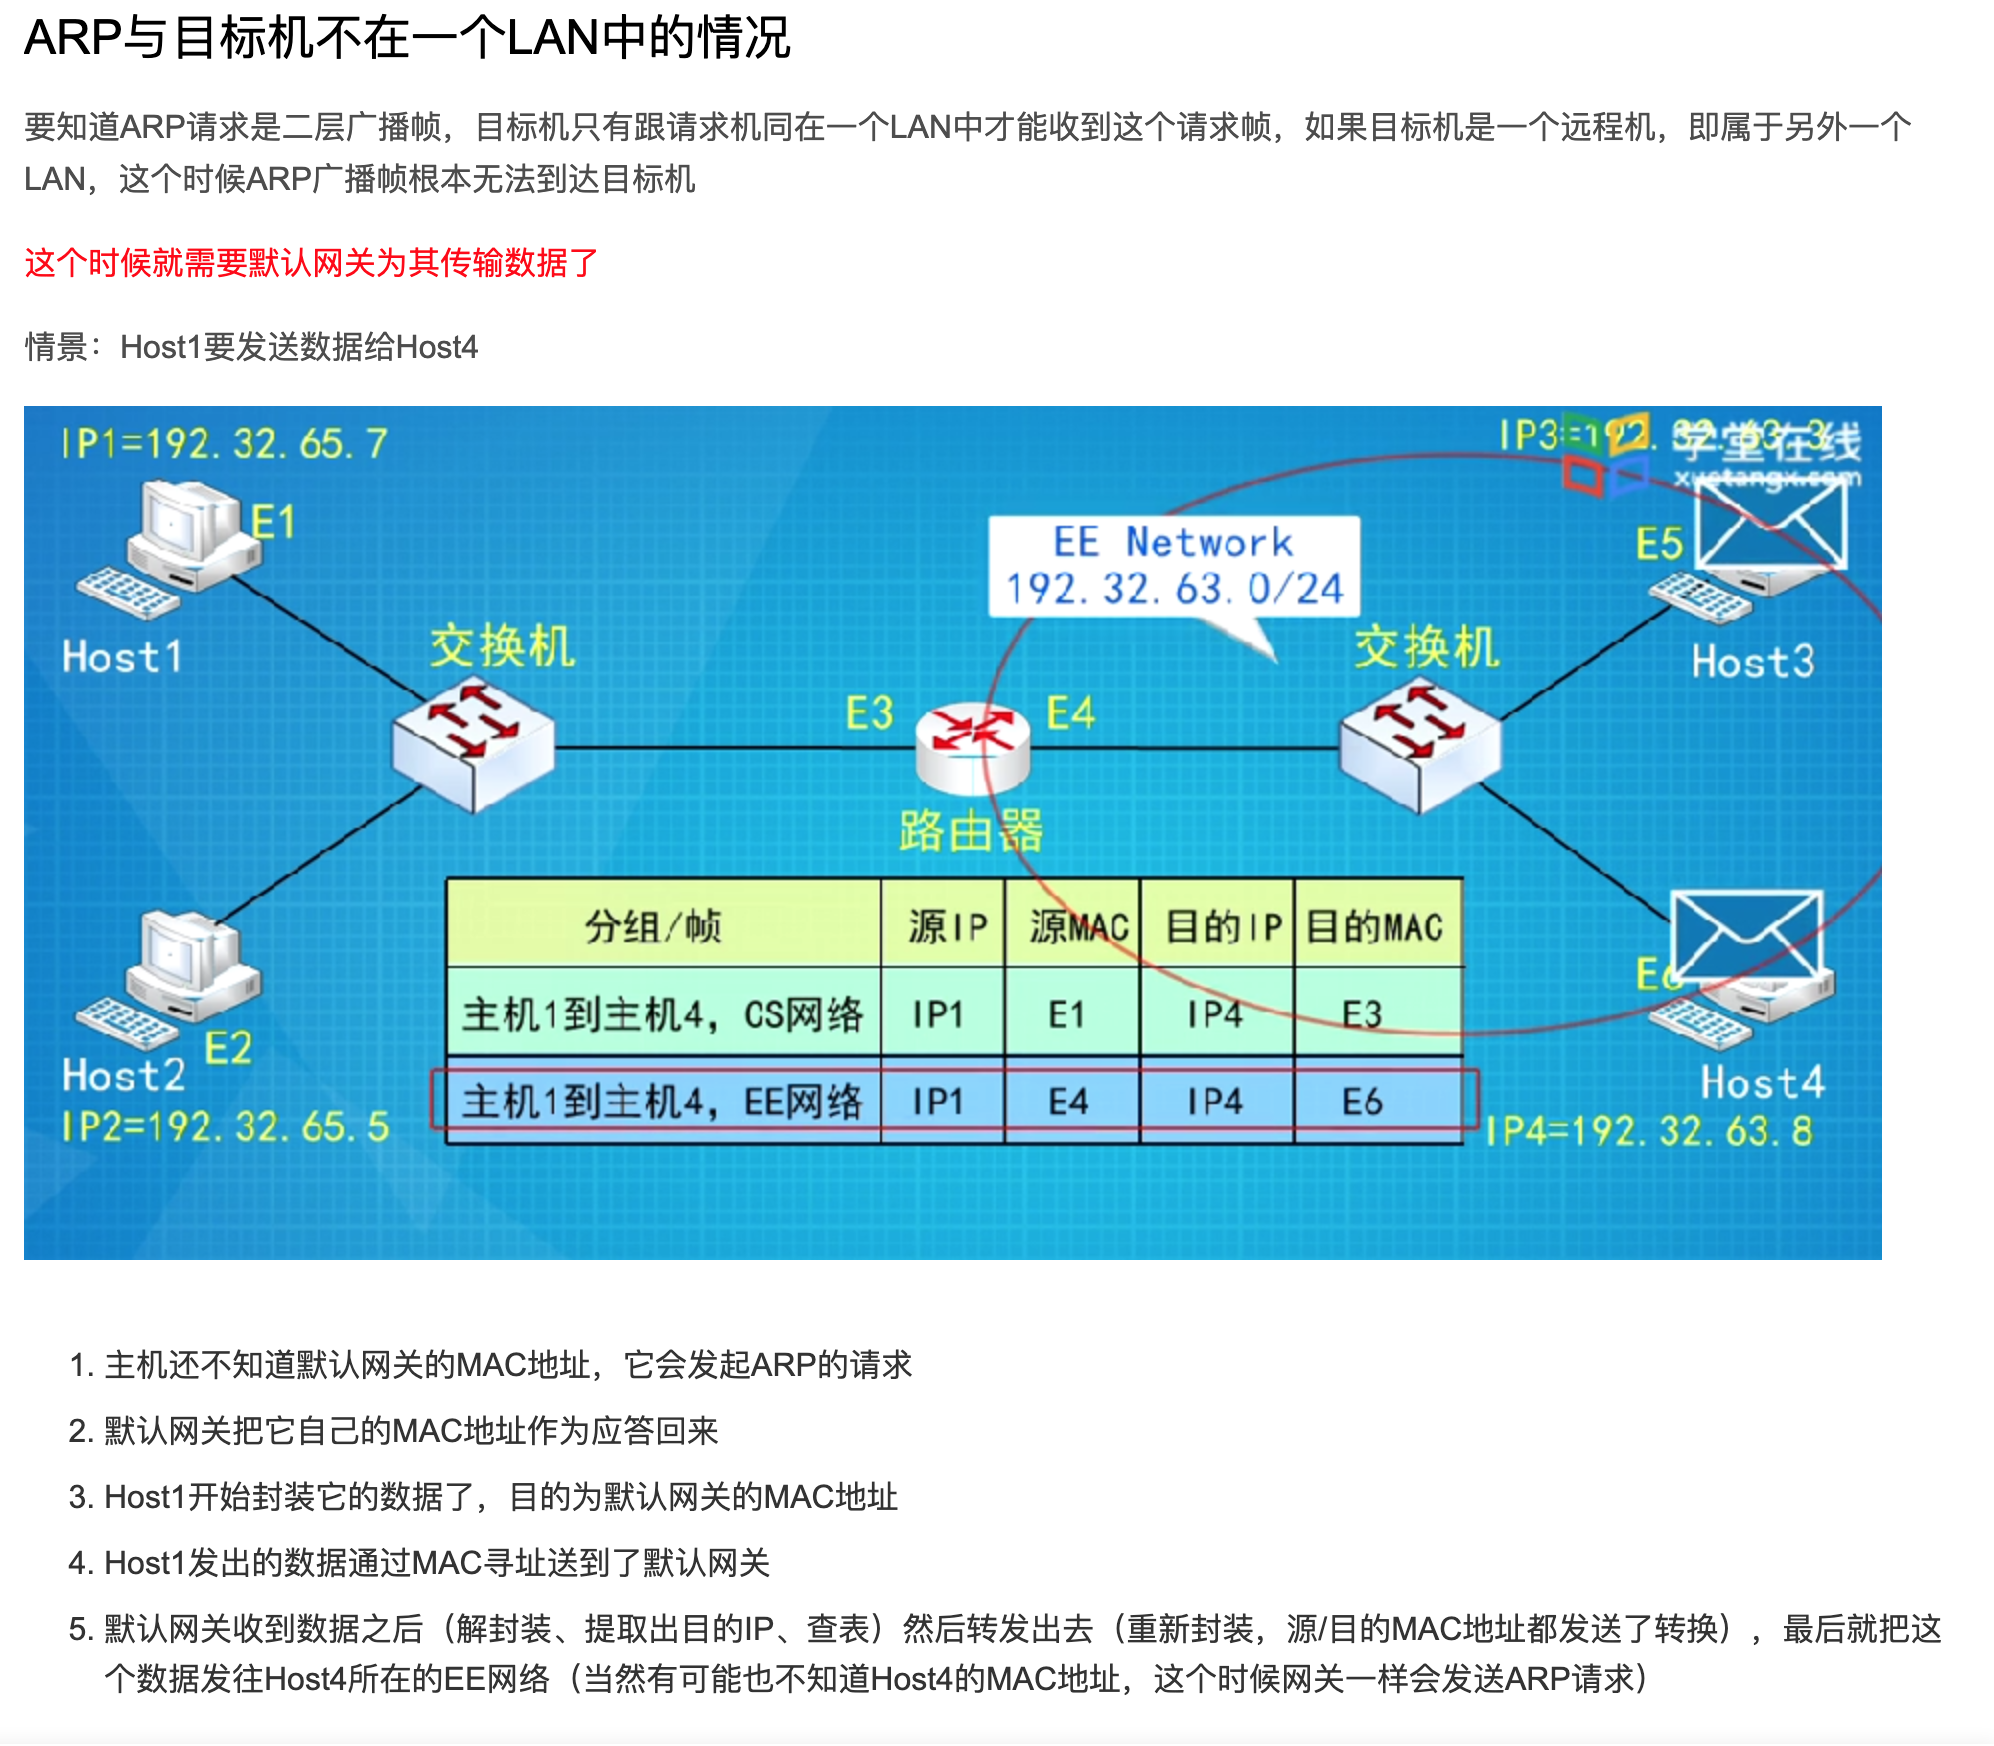 ARP与目标机不在一个LAN中的情况
要知道ARP请求是二层广播帧，目标机只有跟请求机同在一个LAN中才能收到这个请求帧，如果目标机是一个远程机，即属于另外一个
LAN，这个时候ARP广播帧根本无法到达目标机
这个时候就需要默认网关为其传输数据了
情景：Host1要发送数据给Host4
IP1=192.32.65.7
IP3=192.32.63.3
学堂在线
xuetangx.com
E1
EE Network
192.32.63.0/24
E5
Host1
交换机
交换机
Host3
E3
E4
路由器
分组/帧 源IP 源MAC 目的IP 目的MAC
主机1到主机4，CS网络 IP1 E1 IP4 E3
主机1到主机4，EE网络 IP1 E4 IP4 E6
E6
E2
Host2
IP2=192.32.65.5
Host4
IP4=192.32.63.8
1. 主机还不知道默认网关的MAC地址，它会发起ARP的请求
2. 默认网关把它自己的MAC地址作为应答回来
3. Host1开始封装它的数据了，目的为默认网关的MAC地址
4. Host1发出的数据通过MAC寻址送到了默认网关
5. 默认网关收到数据之后（解封装、提取出目的IP、查表）然后转发出去（重新封装，源/目的MAC地址都发送了转换），最后就把这
个数据发往Host4所在的EE网络（当然有可能也不知道Host4的MAC地址，这个时候网关一样会发送ARP请求）